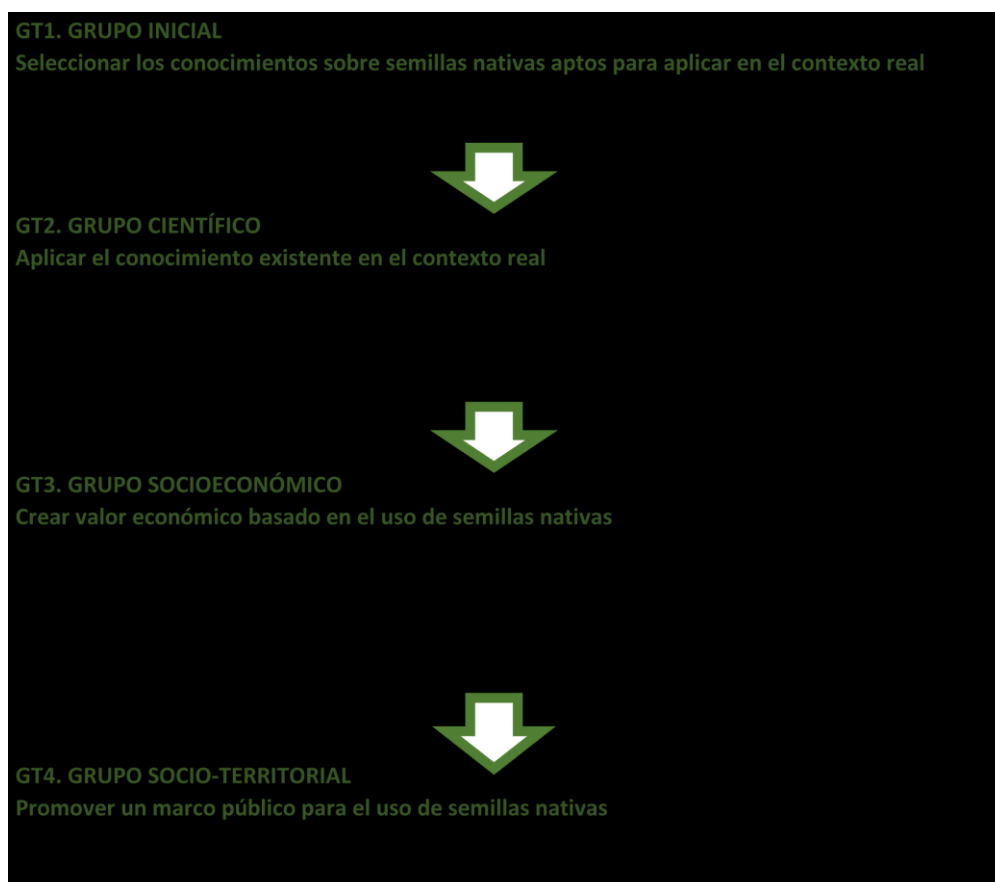 GT1. GRUPO INICIAL
Seleccionar los conocimientos sobre semillas nativas aptos para aplicar en el contexto real
GT2. GRUPO CIENTÍFICO
Aplicar el conocimiento existente en el contexto real
GT3. GRUPO SOCIOECONÓMICO
Crear valor económico basado en el uso de semillas nativas
GT4. GRUPO SOCIO-TERRITORIAL
Promover un marco público para el uso de semillas nativas